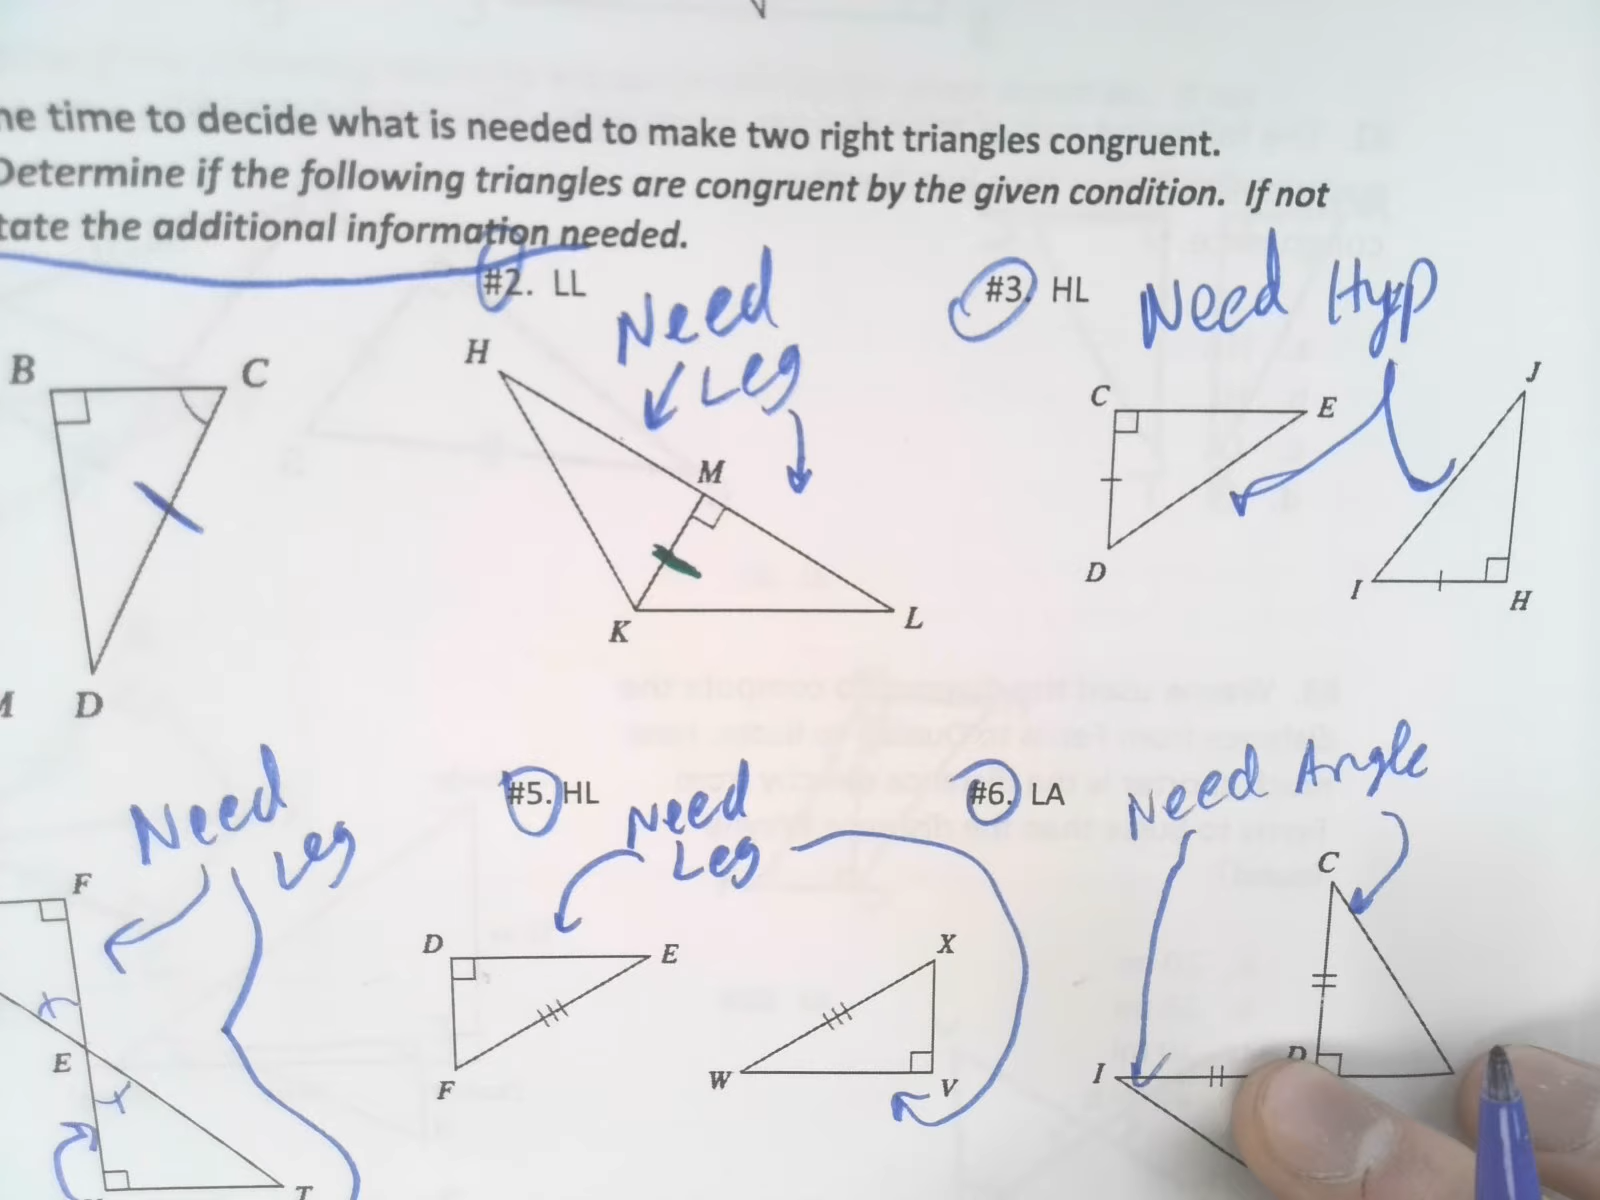 he time to decide what is needed to make two right triangles congruent.
Determine if the following triangles are congruent by the given condition. If not
tate the additional information needed.
#2. LL
Need
Leg
#3. HL
Need Hyp
B
C
D
H
M
K
L
C
E
D
J
I
H
Need
Leg
#5. HL
Need
Leg
#6. LA
Need Angle
F
E
T
D
E
F
X
W
V
C
I